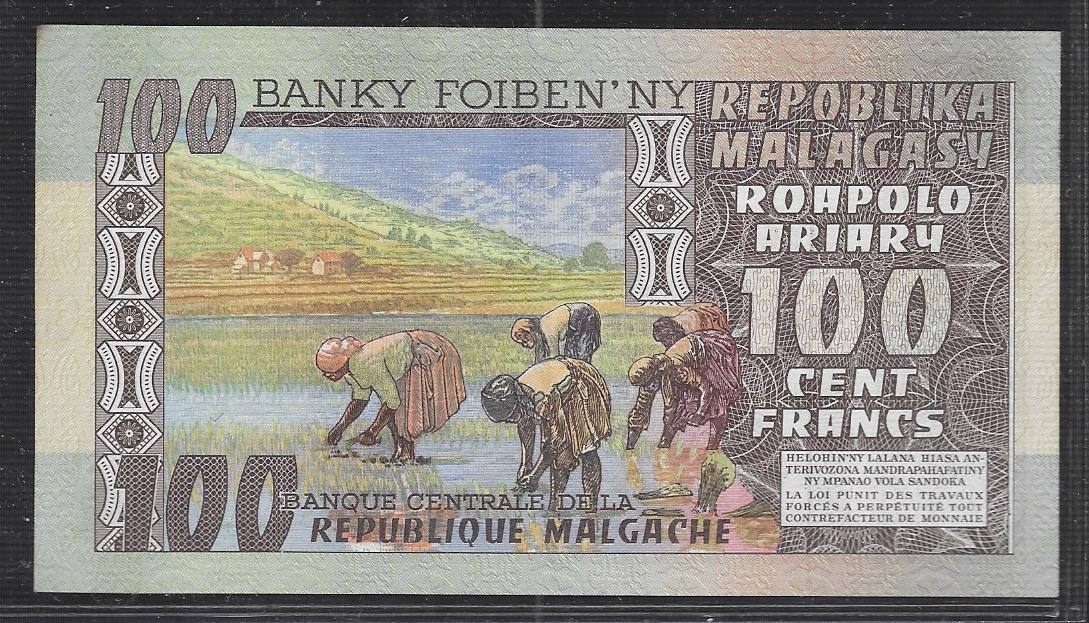 100
BANKY FOIBEN'NY
REPOBLIKA
MALAGASY
ROAPOLO
ARIARY
100
CENT
FRANCS
HELOHIN'NY LALANA HIASA AN-
TERIVOZONA MANDRAPAHAFATINY
NY MPANAO VOLA SANDOKA
LA LOI PUNIT DES TRAVAUX
FORCÉS A PERPÉTUITÉ TOUT
CONTREFACTEUR DE MONNAIE
100
BANQUE CENTRALE DE LA
REPUBLIQUE MALGACHE